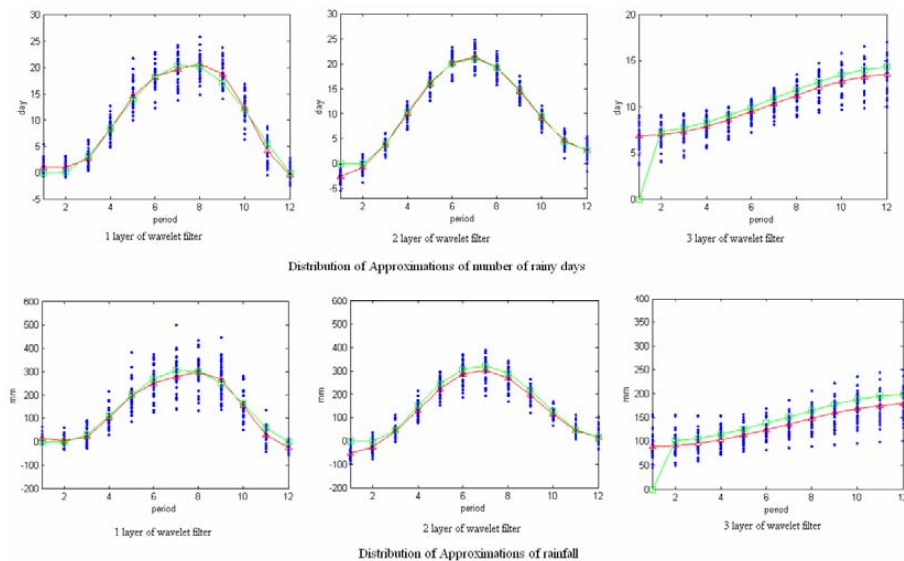 30
25
20
15
10
5
0
-5
day
2 4 6 8 10 12
period
1 layer of wavelet filter
30
25
20
15
10
5
0
day
2 4 6 8 10 12
period
2 layer of wavelet filter
20
15
10
5
0
day
2 4 6 8 10 12
period
3 layer of wavelet filter
Distribution of Approximations of number of rainy days
600
500
400
300
200
100
0
-100
-200
mm
2 4 6 8 10 12
period
1 layer of wavelet filter
600
500
400
300
200
100
0
-100
-200
mm
2 4 6 8 10 12
period
2 layer of wavelet filter
400
350
300
250
200
150
100
50
0
mm
2 4 6 8 10 12
period
3 layer of wavelet filter
Distribution of Approximations of rainfall